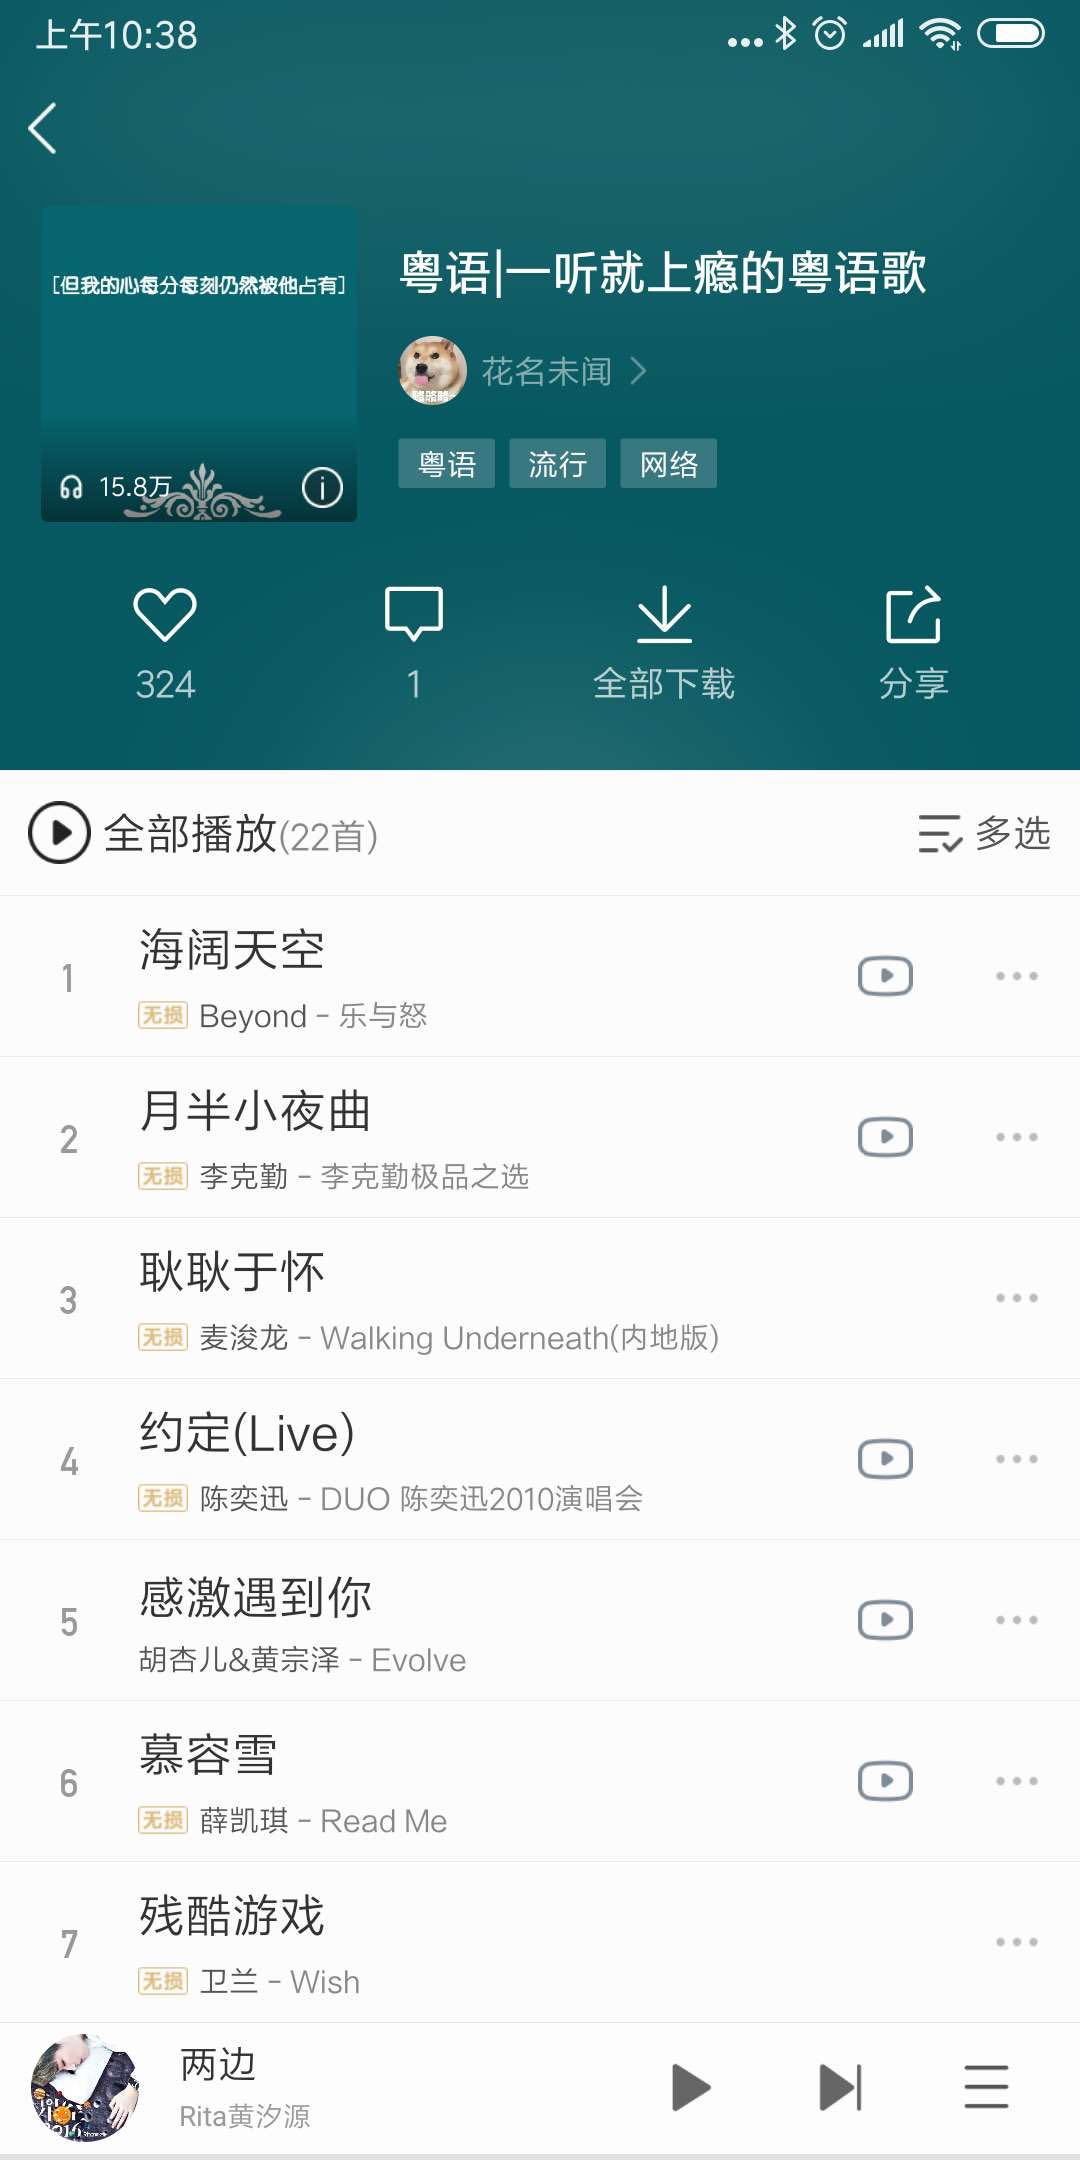 上午10:38
[但我的心每分每刻仍然被他占有]
15.8万
粤语|一听就上瘾的粤语歌
花名未闻
粤语 流行 网络
324 1 全部下载 分享
全部播放(22首) 多选
1 海阔天空
无损 Beyond - 乐与怒
2 月半小夜曲
无损 李克勤 - 李克勤极品之选
3 耿耿于怀
无损 麦浚龙 - Walking Underneath(内地版)
4 约定(Live)
无损 陈奕迅 - DUO 陈奕迅2010演唱会
5 感激遇到你
胡杏儿&黄宗泽 - Evolve
6 慕容雪
无损 薛凯琪 - Read Me
7 残酷游戏
无损 卫兰 - Wish
两边
Rita黄汐源